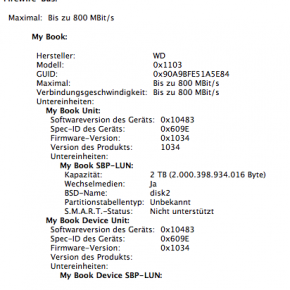 Maximal: Bis zu 800 MBit/s
My Book:
Hersteller: WD
Modell: 0x1103
GUID: 0x90A9BFE51A5E84
Maximal: Bis zu 800 MBit/s
Verbindungsgeschwindigkeit: Bis zu 800 MBit/s
Untereinheiten:
My Book Unit:
Softwareversion des Geräts: 0x10483
Spec-ID des Geräts: 0x609E
Firmware-Version: 0x1034
Version des Produkts: 1034
Untereinheiten:
My Book SBP-LUN:
Kapazität: 2 TB (2.000.398.934.016 Byte)
Wechselmedien: Ja
BSD-Name: disk2
Partitionstabellentyp: Unbekannt
S.M.A.R.T.-Status: Nicht unterstützt
My Book Device Unit:
Softwareversion des Geräts: 0x10483
Spec-ID des Geräts: 0x609E
Firmware-Version: 0x1034
Version des Produkts:
Untereinheiten:
My Book Device SBP-LUN: